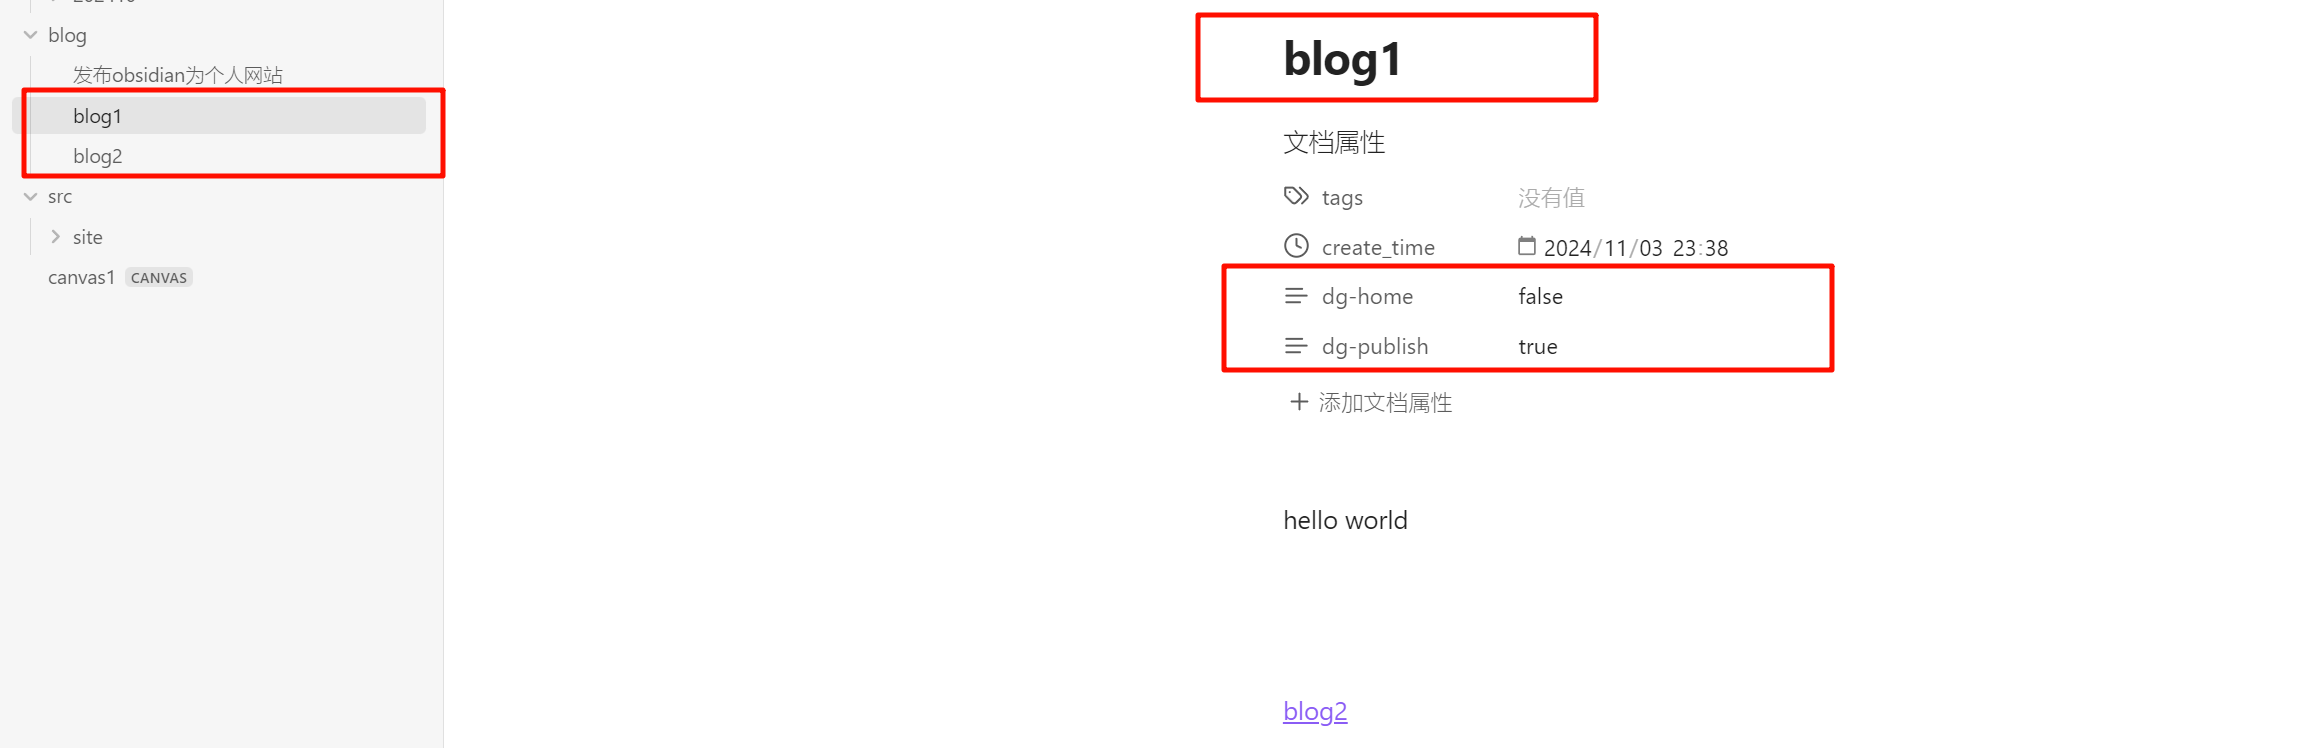 blog
发布obsidian为个人网站
blog1
blog2
src
site
canvas1 CANVAS
blog1
文档属性
tags 没有值
create_time 2024/11/03 23:38
dg-home false
dg-publish true
+ 添加文档属性
hello world
blog2